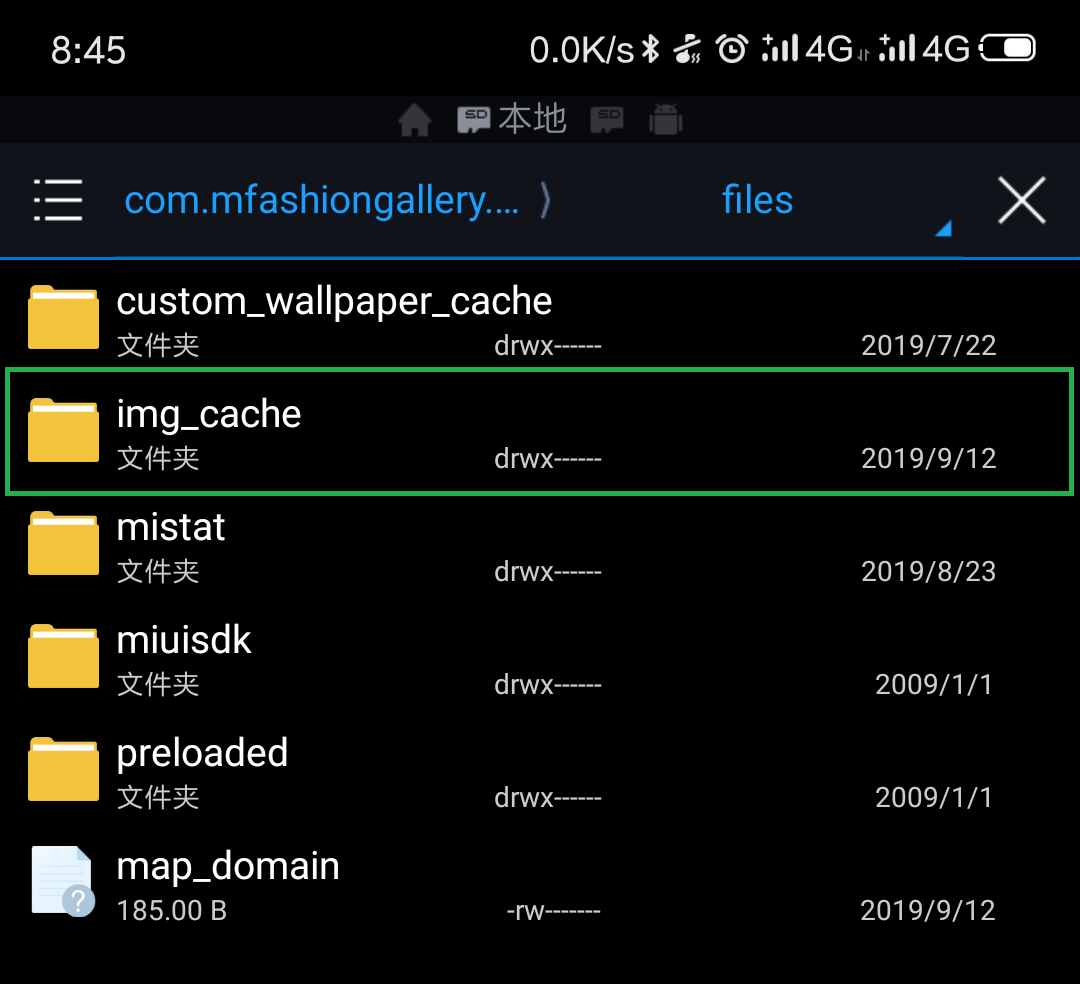 8:45 0.0K/s 4G 4G
SD 本地 SD
com.mfashiongallery.... ⟩ files
custom_wallpaper_cache
文件夹 drwx------ 2019/7/22
img_cache
文件夹 drwx------ 2019/9/12
mistat
文件夹 drwx------ 2019/8/23
miuisdk
文件夹 drwx------ 2009/1/1
preloaded
文件夹 drwx------ 2009/1/1
map_domain
?
185.00 B -rw------- 2019/9/12